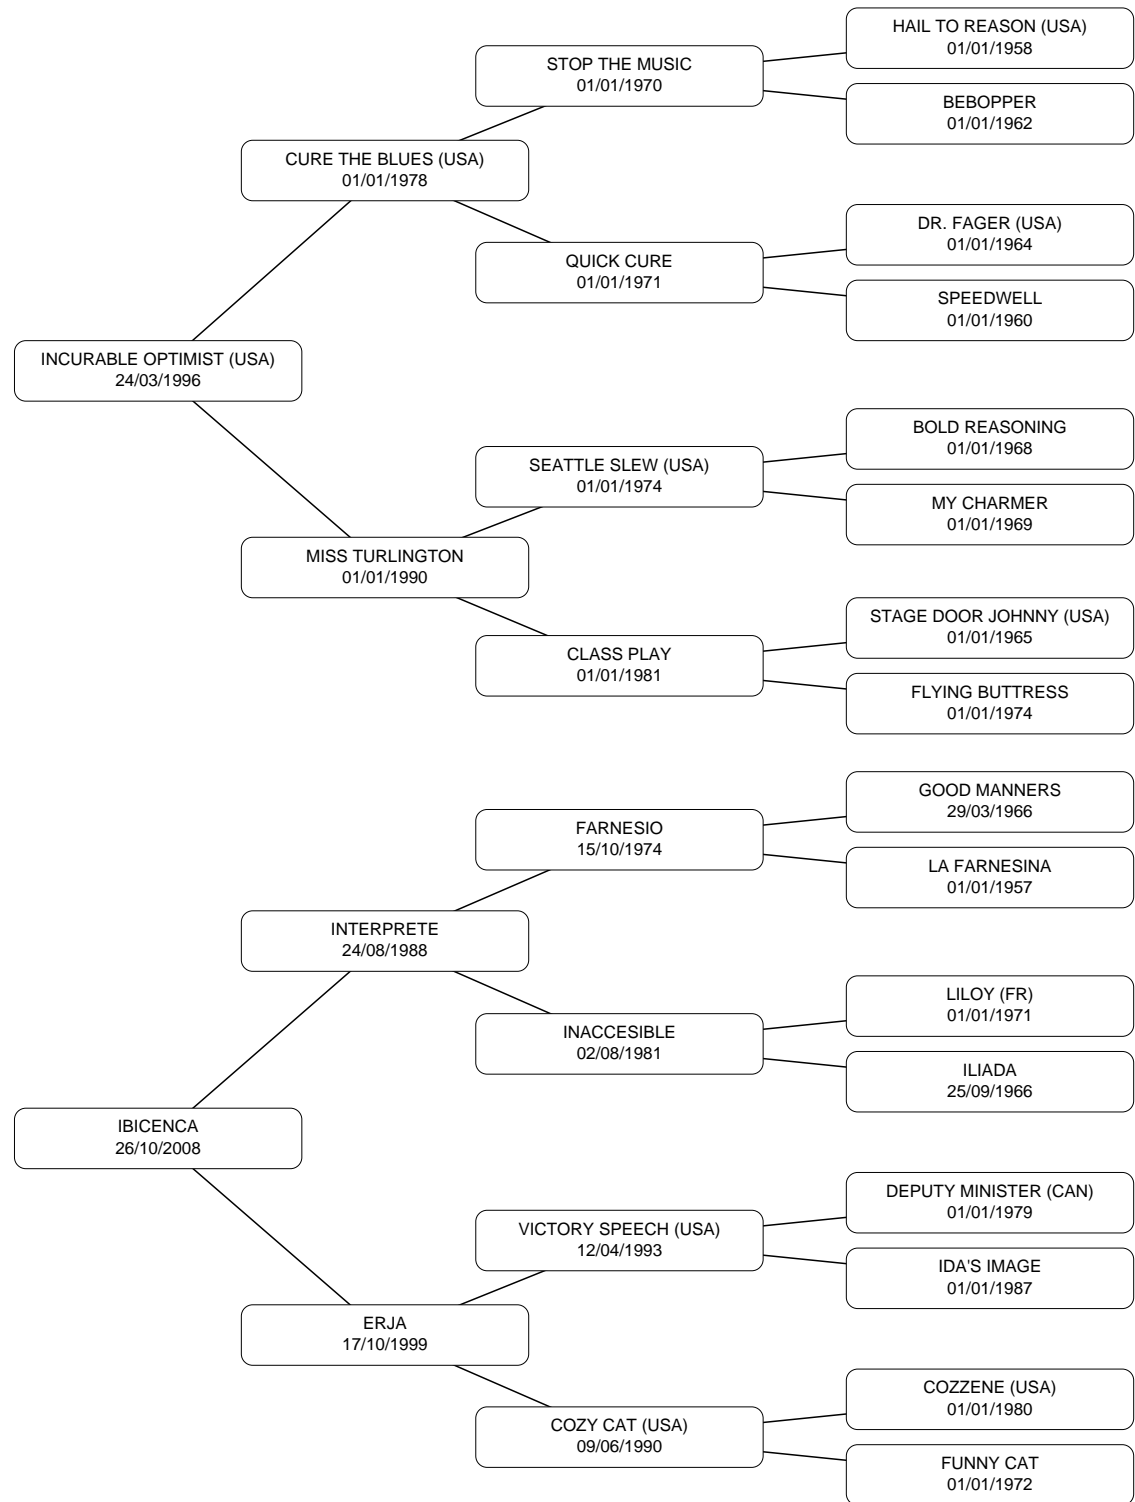 HAIL TO REASON (USA)
01/01/1958
STOP THE MUSIC
01/01/1970
BEBOPPER
01/01/1962
CURE THE BLUES (USA)
01/01/1978
DR. FAGER (USA)
01/01/1964
QUICK CURE
01/01/1971
SPEEDWELL
01/01/1960
INCURABLE OPTIMIST (USA)
24/03/1996
BOLD REASONING
01/01/1968
SEATTLE SLEW (USA)
01/01/1974
MY CHARMER
01/01/1969
MISS TURLINGTON
01/01/1990
STAGE DOOR JOHNNY (USA)
01/01/1965
CLASS PLAY
01/01/1981
FLYING BUTTRESS
01/01/1974
GOOD MANNERS
29/03/1966
FARNESIO
15/10/1974
LA FARNESINA
01/01/1957
INTERPRETE
24/08/1988
LILOY (FR)
01/01/1971
INACCESIBLE
02/08/1981
ILIADA
25/09/1966
IBICENCA
26/10/2008
DEPUTY MINISTER (CAN)
01/01/1979
VICTORY SPEECH (USA)
12/04/1993
IDA'S IMAGE
01/01/1987
ERJA
17/10/1999
COZZENE (USA)
01/01/1980
COZY CAT (USA)
09/06/1990
FUNNY CAT
01/01/1972